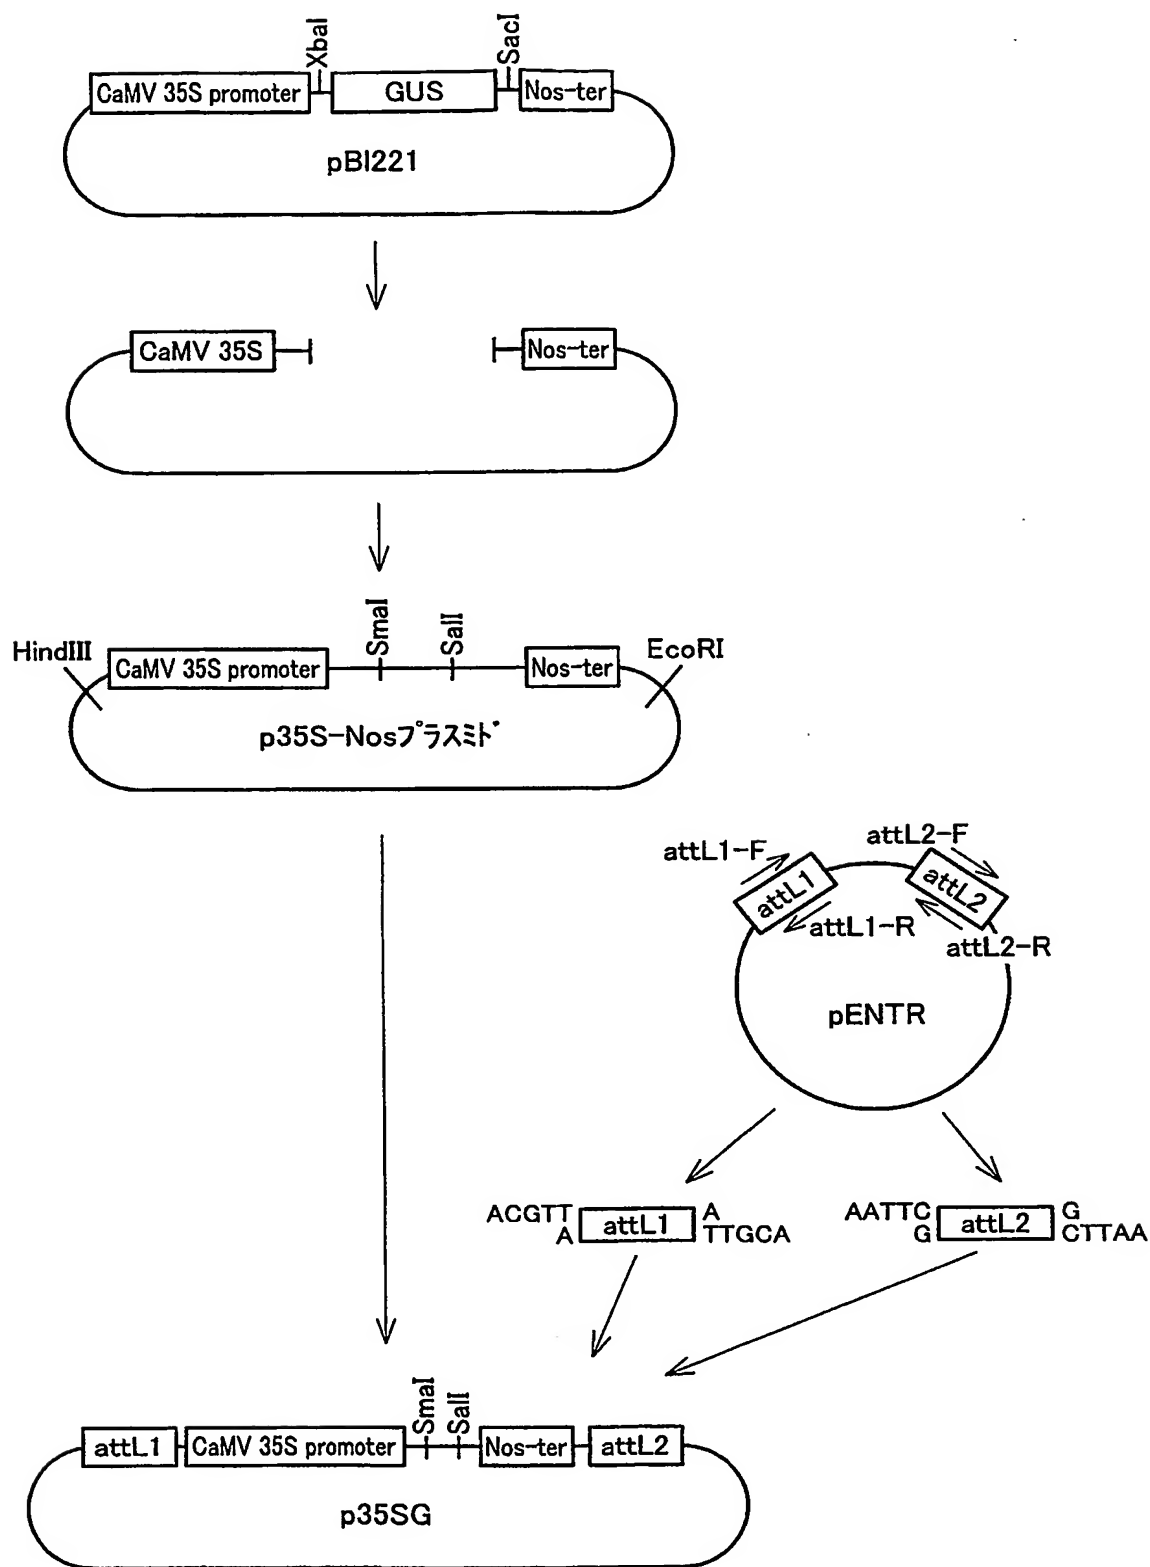 XbaI
SacI
CaMV 35S promoter
GUS
Nos-ter
pBI221
CaMV 35S
Nos-ter
SmaI
SalI
HindIII
EcoRI
CaMV 35S promoter
Nos-ter
p35S-Nosプラスミド
attL1-F
attL2-F
attL1
attL2
attL1-R
attL2-R
pENTR
ACGTT
A
attL1
A
TTGCA
AATTC
G
attL2
G
CTTAA
SmaI
SalI
attL1
CaMV 35S promoter
Nos-ter
attL2
p35SG